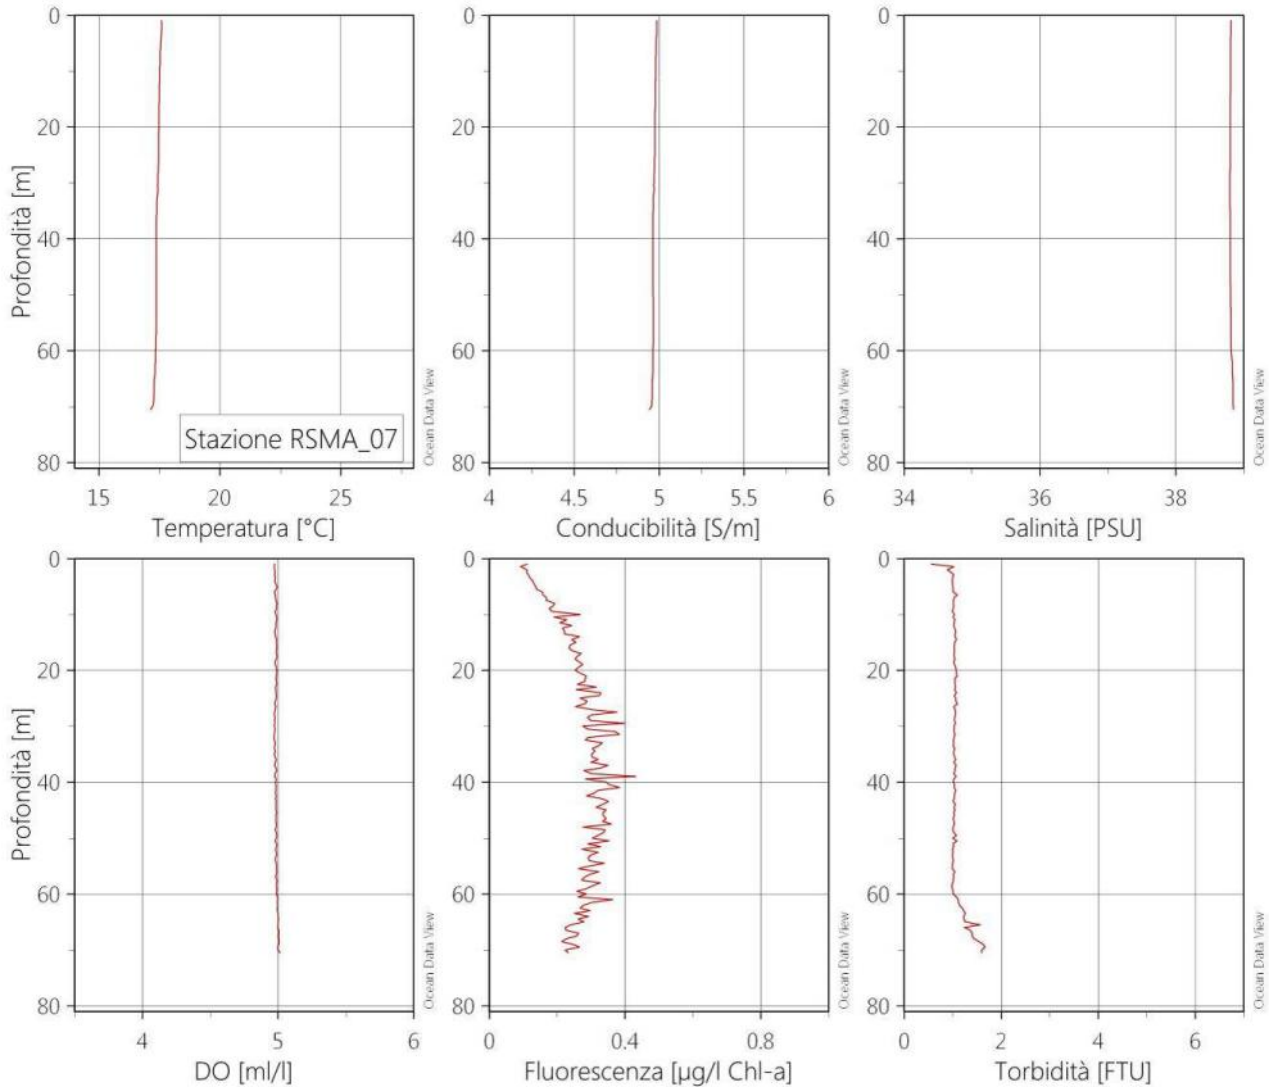 0
20
40
60
80
Profondità [m]
15 20 25
Temperatura [°C]
Stazione RSMA_07
Ocean Data View
0
20
40
60
80
4 4.5 5 5.5 6
Conducibilità [S/m]
Ocean Data View
0
20
40
60
80
34 36 38
Salinità [PSU]
Ocean Data View
0
20
40
60
80
Profondità [m]
4 5 6
DO [ml/l]
Ocean Data View
0
20
40
60
80
0 0.4 0.8
Fluorescenza [µg/l Chl-a]
Ocean Data View
0
20
40
60
80
0 2 4 6
Torbidità [FTU]
Ocean Data View